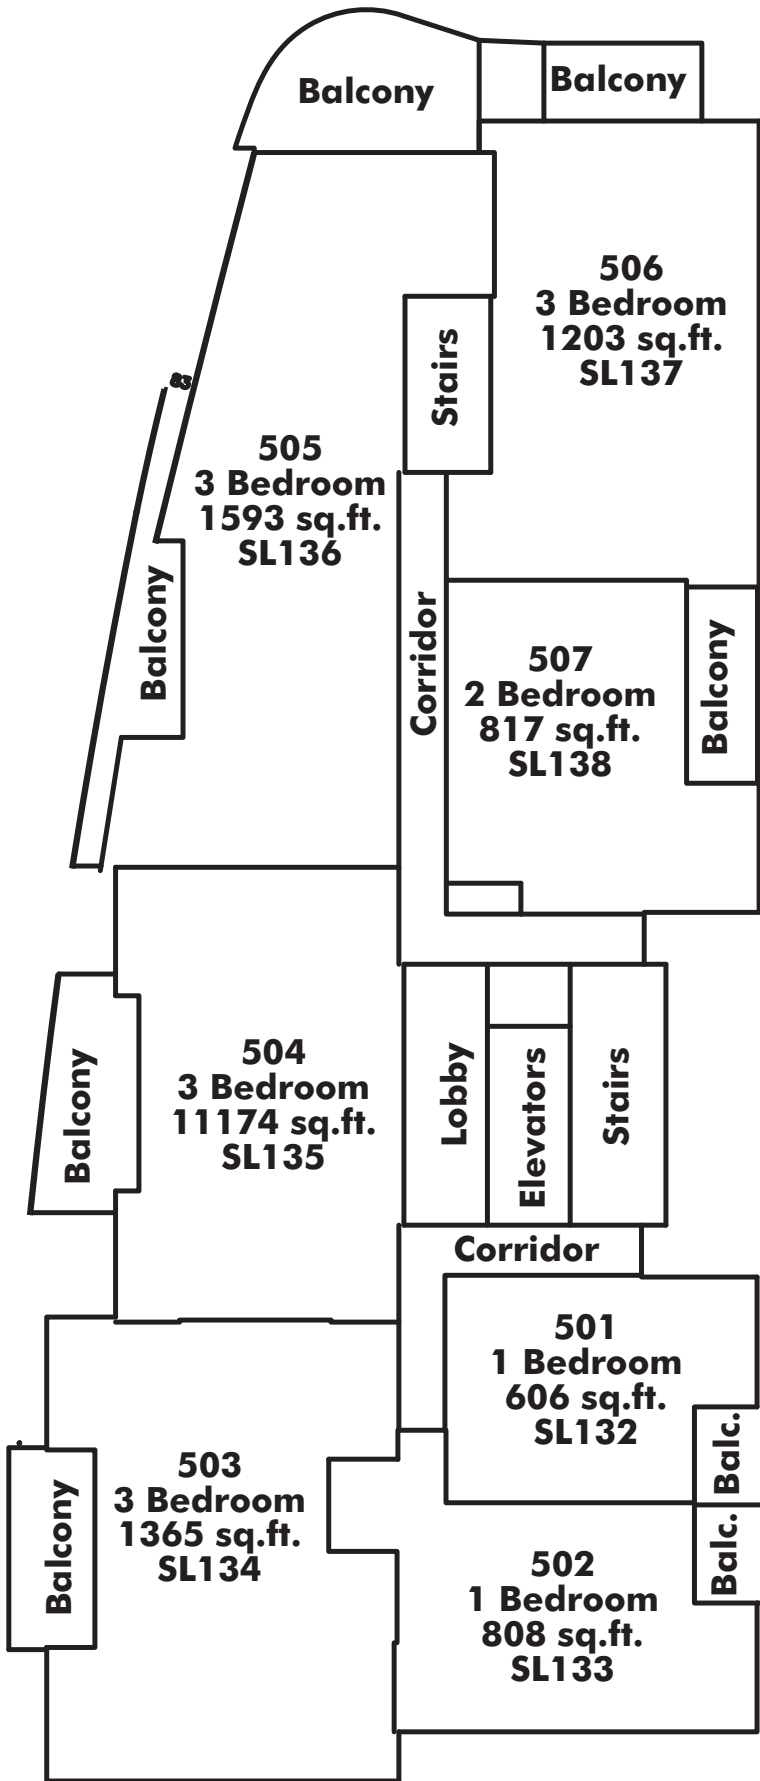 Balcony
Balcony
506
3 Bedroom
1203 sq.ft.
SL137
Stairs
83
505
3 Bedroom
1593 sq.ft.
SL136
Balcony
Corridor
507
2 Bedroom
817 sq.ft.
SL138
Balcony
504
3 Bedroom
11174 sq.ft.
SL135
Balcony
Lobby
Elevators
Stairs
Corridor
501
1 Bedroom
606 sq.ft.
SL132
Balc.
503
3 Bedroom
1365 sq.ft.
SL134
Balcony
502
1 Bedroom
808 sq.ft.
SL133
Balc.